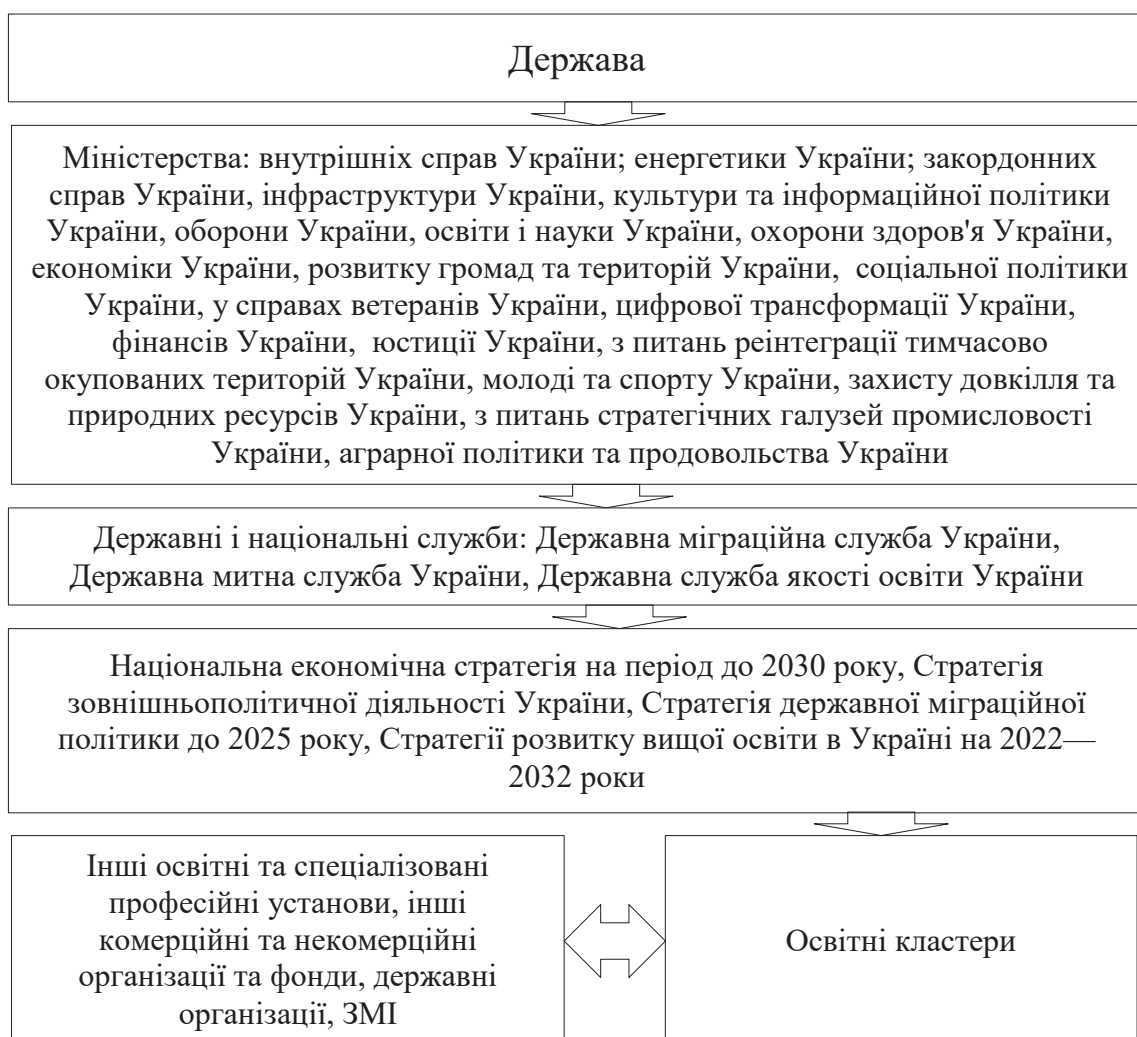 Держава
Міністерства: внутрішніх справ України; енергетики України; закордонних
справ України, інфраструктури України, культури та інформаційної політики
України, оборони України, освіти і науки України, охорони здоров'я України,
економіки України, розвитку громад та територій України, соціальної політики
України, у справах ветеранів України, цифрової трансформації України,
фінансів України, юстиції України, з питань реінтеграції тимчасово
окупованих територій України, молоді та спорту України, захисту довкілля та
природних ресурсів України, з питань стратегічних галузей промисловості
України, аграрної політики та продовольства України
Державні і національні служби: Державна міграційна служба України,
Державна митна служба України, Державна служба якості освіти України
Національна економічна стратегія на період до 2030 року, Стратегія
зовнішньополітичної діяльності України, Стратегія державної міграційної
політики до 2025 року, Стратегії розвитку вищої освіти в Україні на 2022—
2032 роки
Інші освітні та спеціалізовані
професійні установи, інші
комерційні та некомерційні
організації та фонди, державні
організації, ЗМІ
Освітні кластери